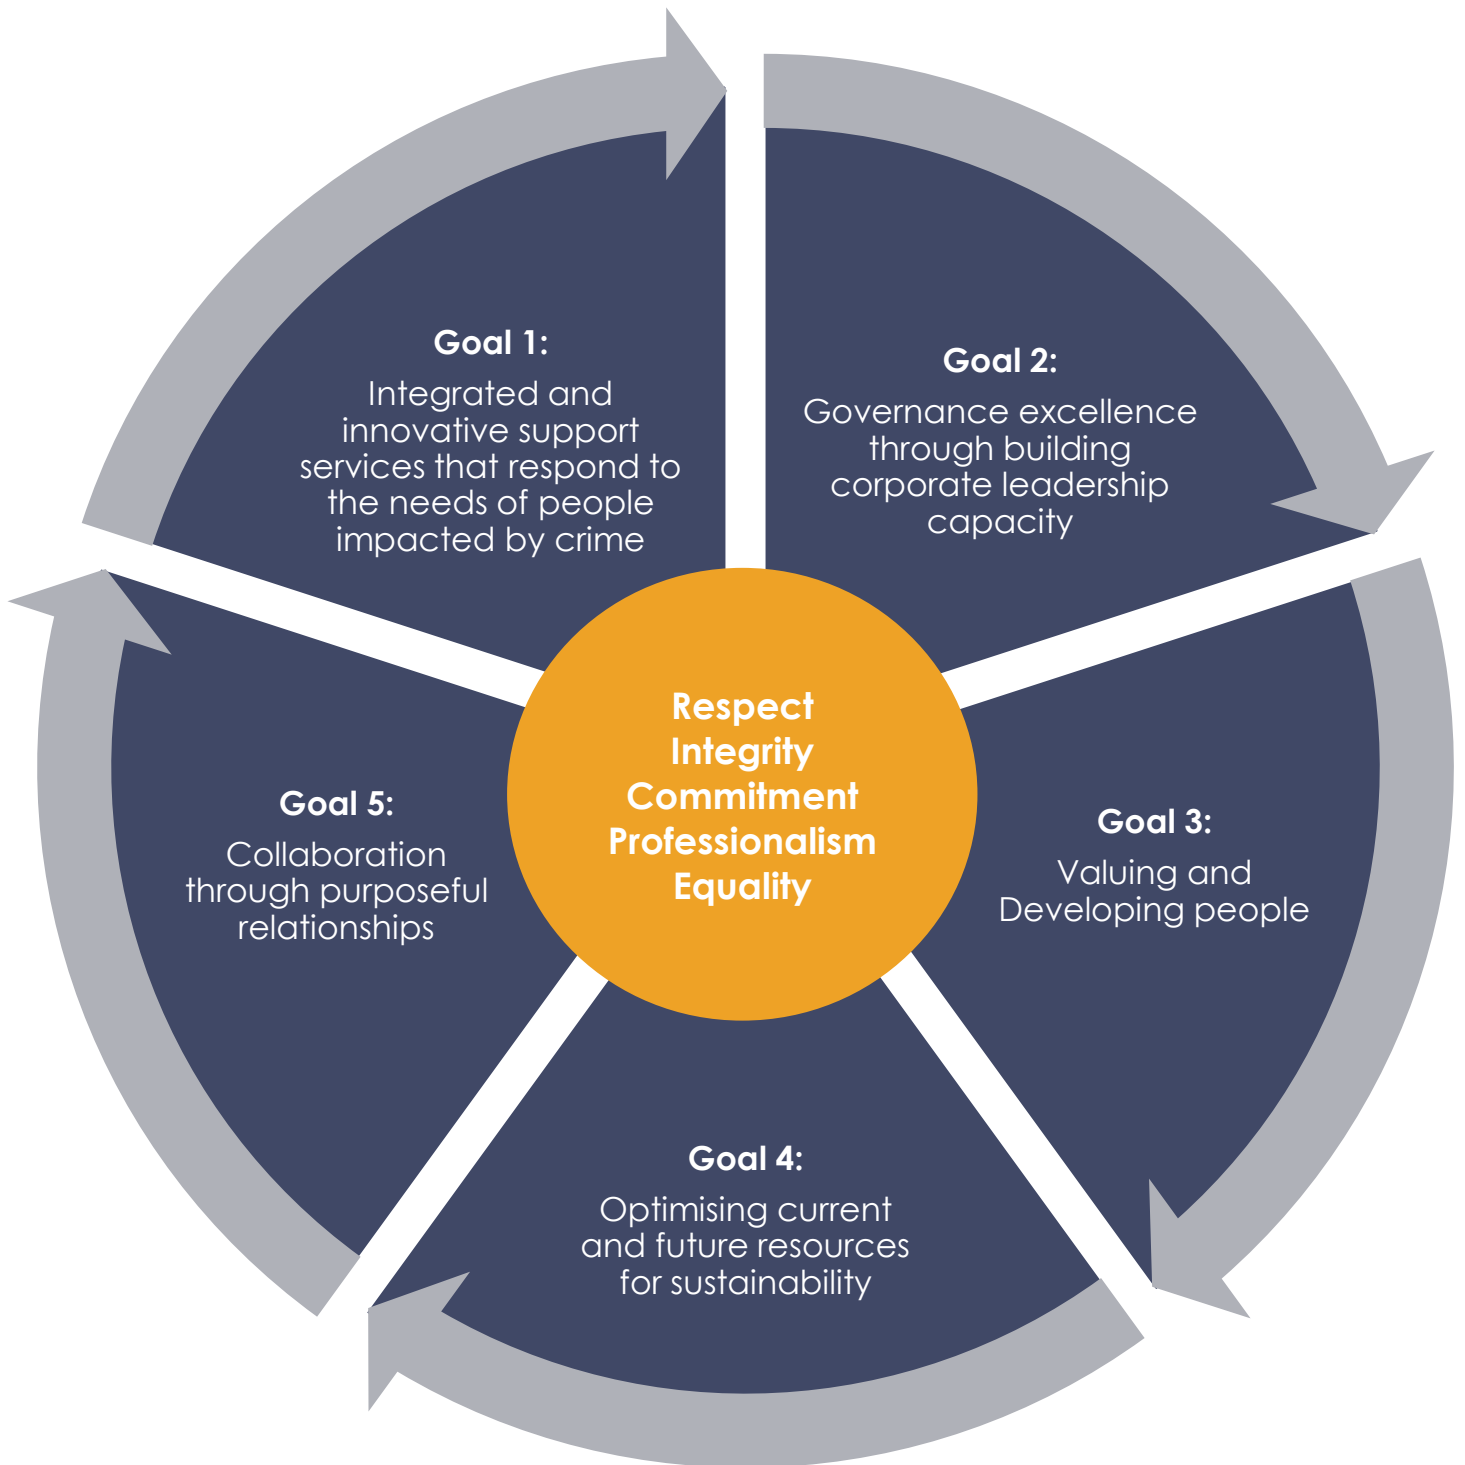 Goal 1:
Integrated and
innovative support
services that respond to
the needs of people
impacted by crime
Goal 2:
Governance excellence
through building
corporate leadership
capacity
Goal 3:
Valuing and
Developing people
Goal 4:
Optimising current
and future resources
for sustainability
Goal 5:
Collaboration
through purposeful
relationships
Respect
Integrity
Commitment
Professionalism
Equality